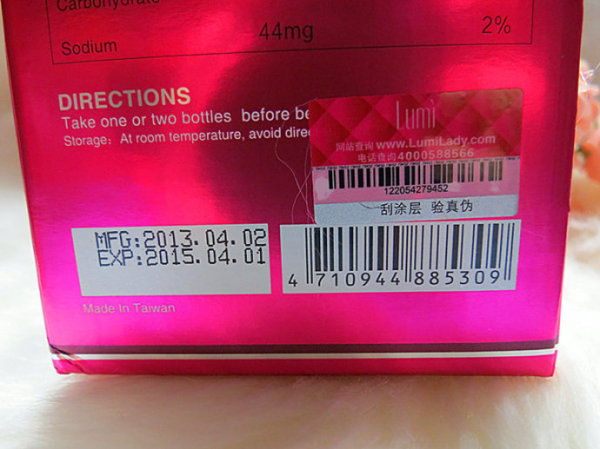 Carbohydrate
Sodium 44mg 2%
DIRECTIONS
Take one or two bottles before
Storage: At room temperature, avoid
Lumi
网站查询 www.LumiLady.com
电话查询4000588566
122054279452
刮涂层 验真伪
MFG:2013.04.02
EXP:2015.04.01
4 710944 885309
Made in Taiwan